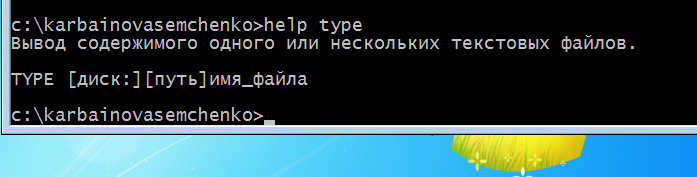 c:\karbainovasemchenko>help type
Вывод содержимого одного или нескольких текстовых файлов.
TYPE [диск:][путь]имя_файла
c:\karbainovasemchenko>_